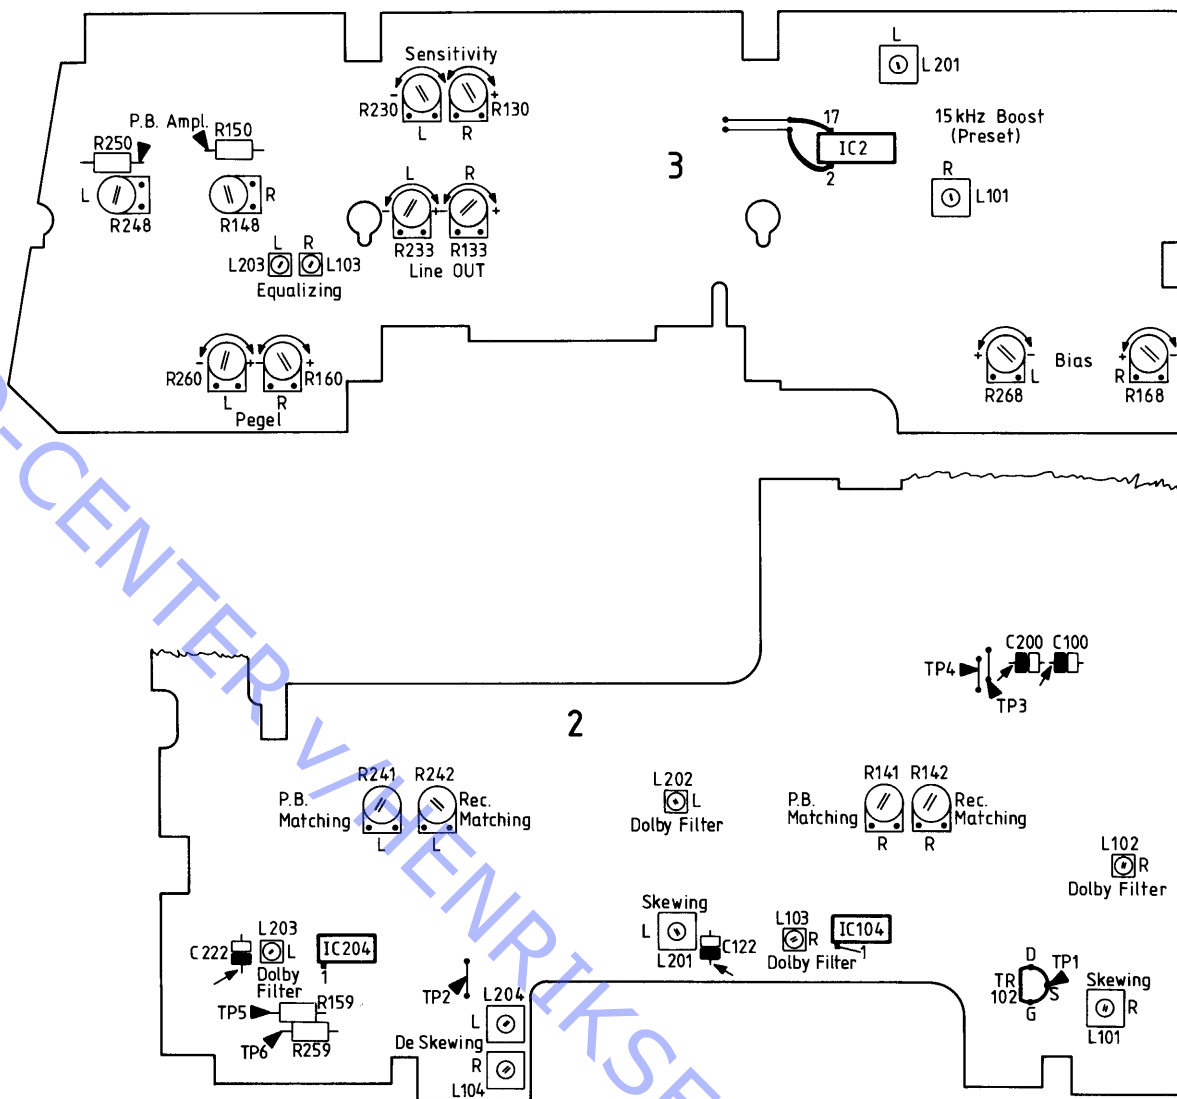 L
L201
Sensitivity
- +
R230 R130
L R
P.B. Ampl.
R250
R150
L R
R248 R148
17
IC2
2
15kHz Boost
(Preset)
R
L101
3
L R
- + - +
R233 R133
Line OUT
L R
L203 L103
Equalizing
- + - +
R260 R160
L R
Pegel
+ - Bias + -
L R
R268 R168
C200 C100
TP4
TP3
2
R241 R242
P.B.
Matching
Rec.
Matching
L L
L202
L
Dolby Filter
R141 R142
P.B.
Matching
Rec.
Matching
R R
L102
R
Dolby Filter
Skewing
L
L201
C122
L103
R
Dolby Filter
IC104
1
C222
L203
L
Dolby
Filter
IC204
1
TP5
R159
TP6
R259
TP2
L204
L
De Skewing
R
L104
D
TR
102
S
G
TP1
Skewing
R
L101
-CENTER v/HENRIKSE